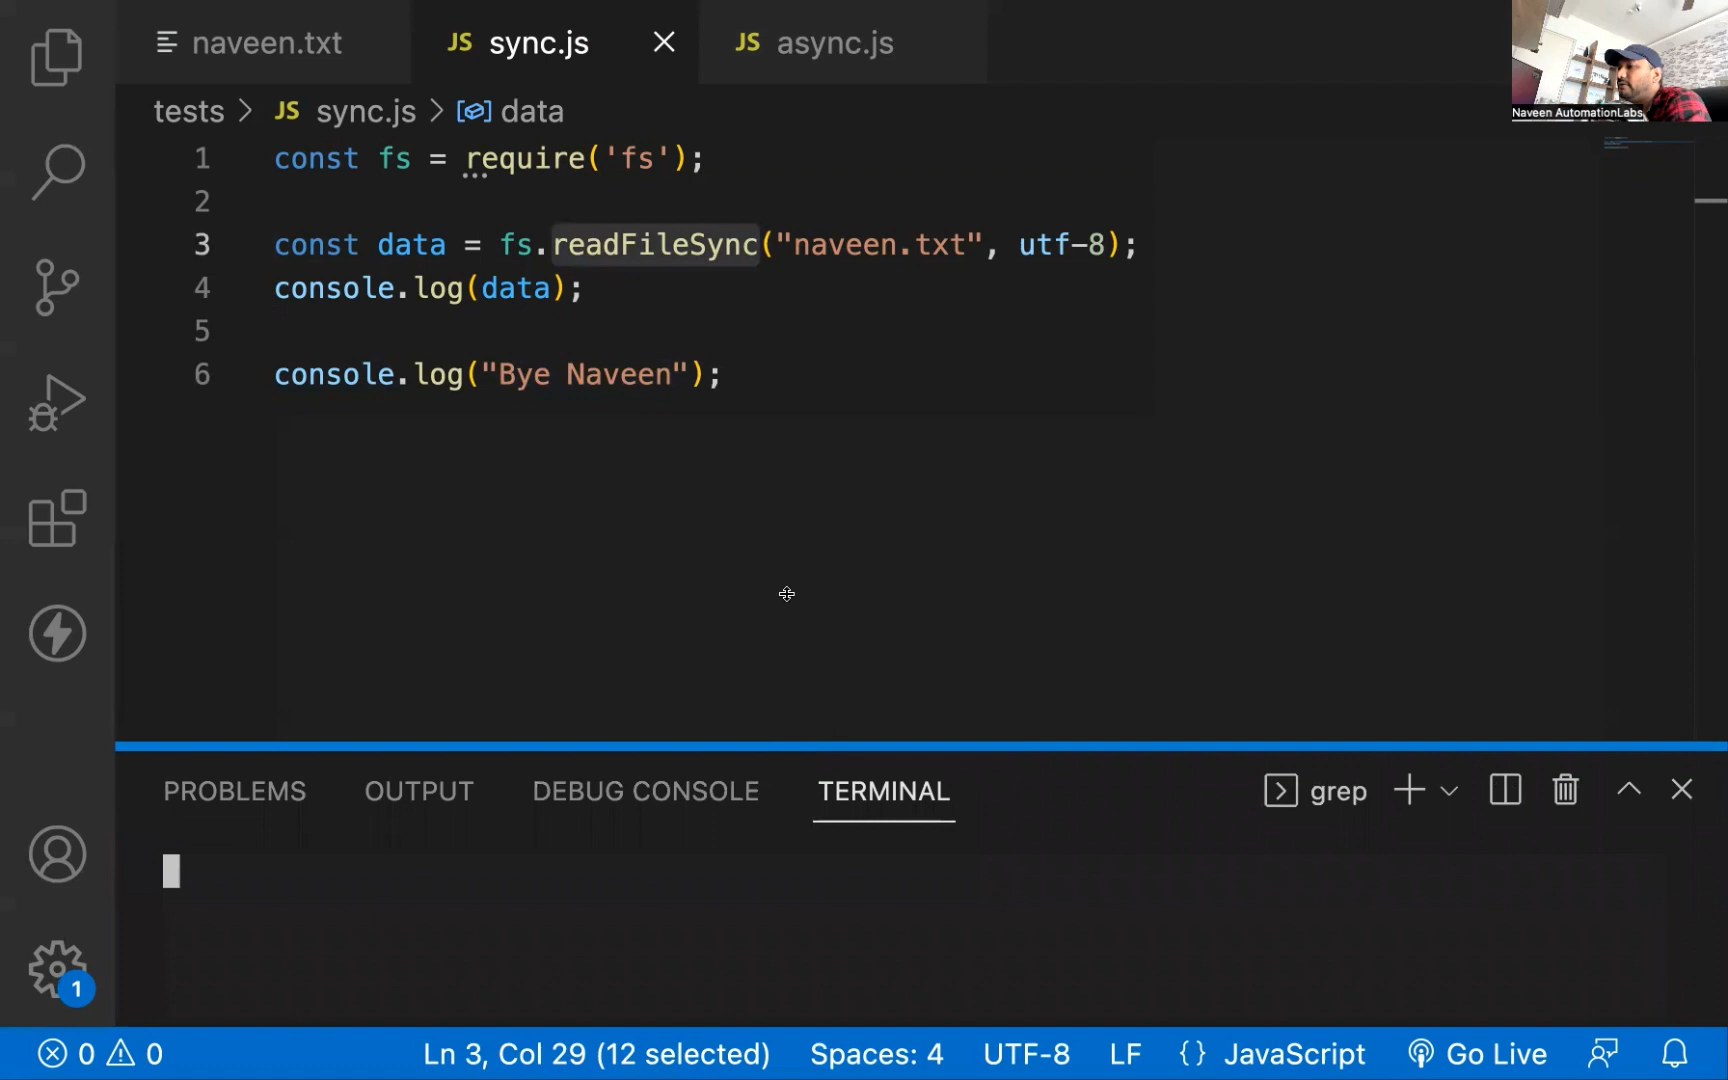 naveen.txt
JS sync.js
JS async.js
Naveen AutomationLabs
tests > JS sync.js > data
1 const fs = require('fs');
2
3 const data = fs.readFileSync("naveen.txt", utf-8);
4 console.log(data);
5
6 console.log("Bye Naveen");
PROBLEMS OUTPUT DEBUG CONSOLE TERMINAL grep
1
0 0 Ln 3, Col 29 (12 selected) Spaces: 4 UTF-8 LF {} JavaScript Go Live